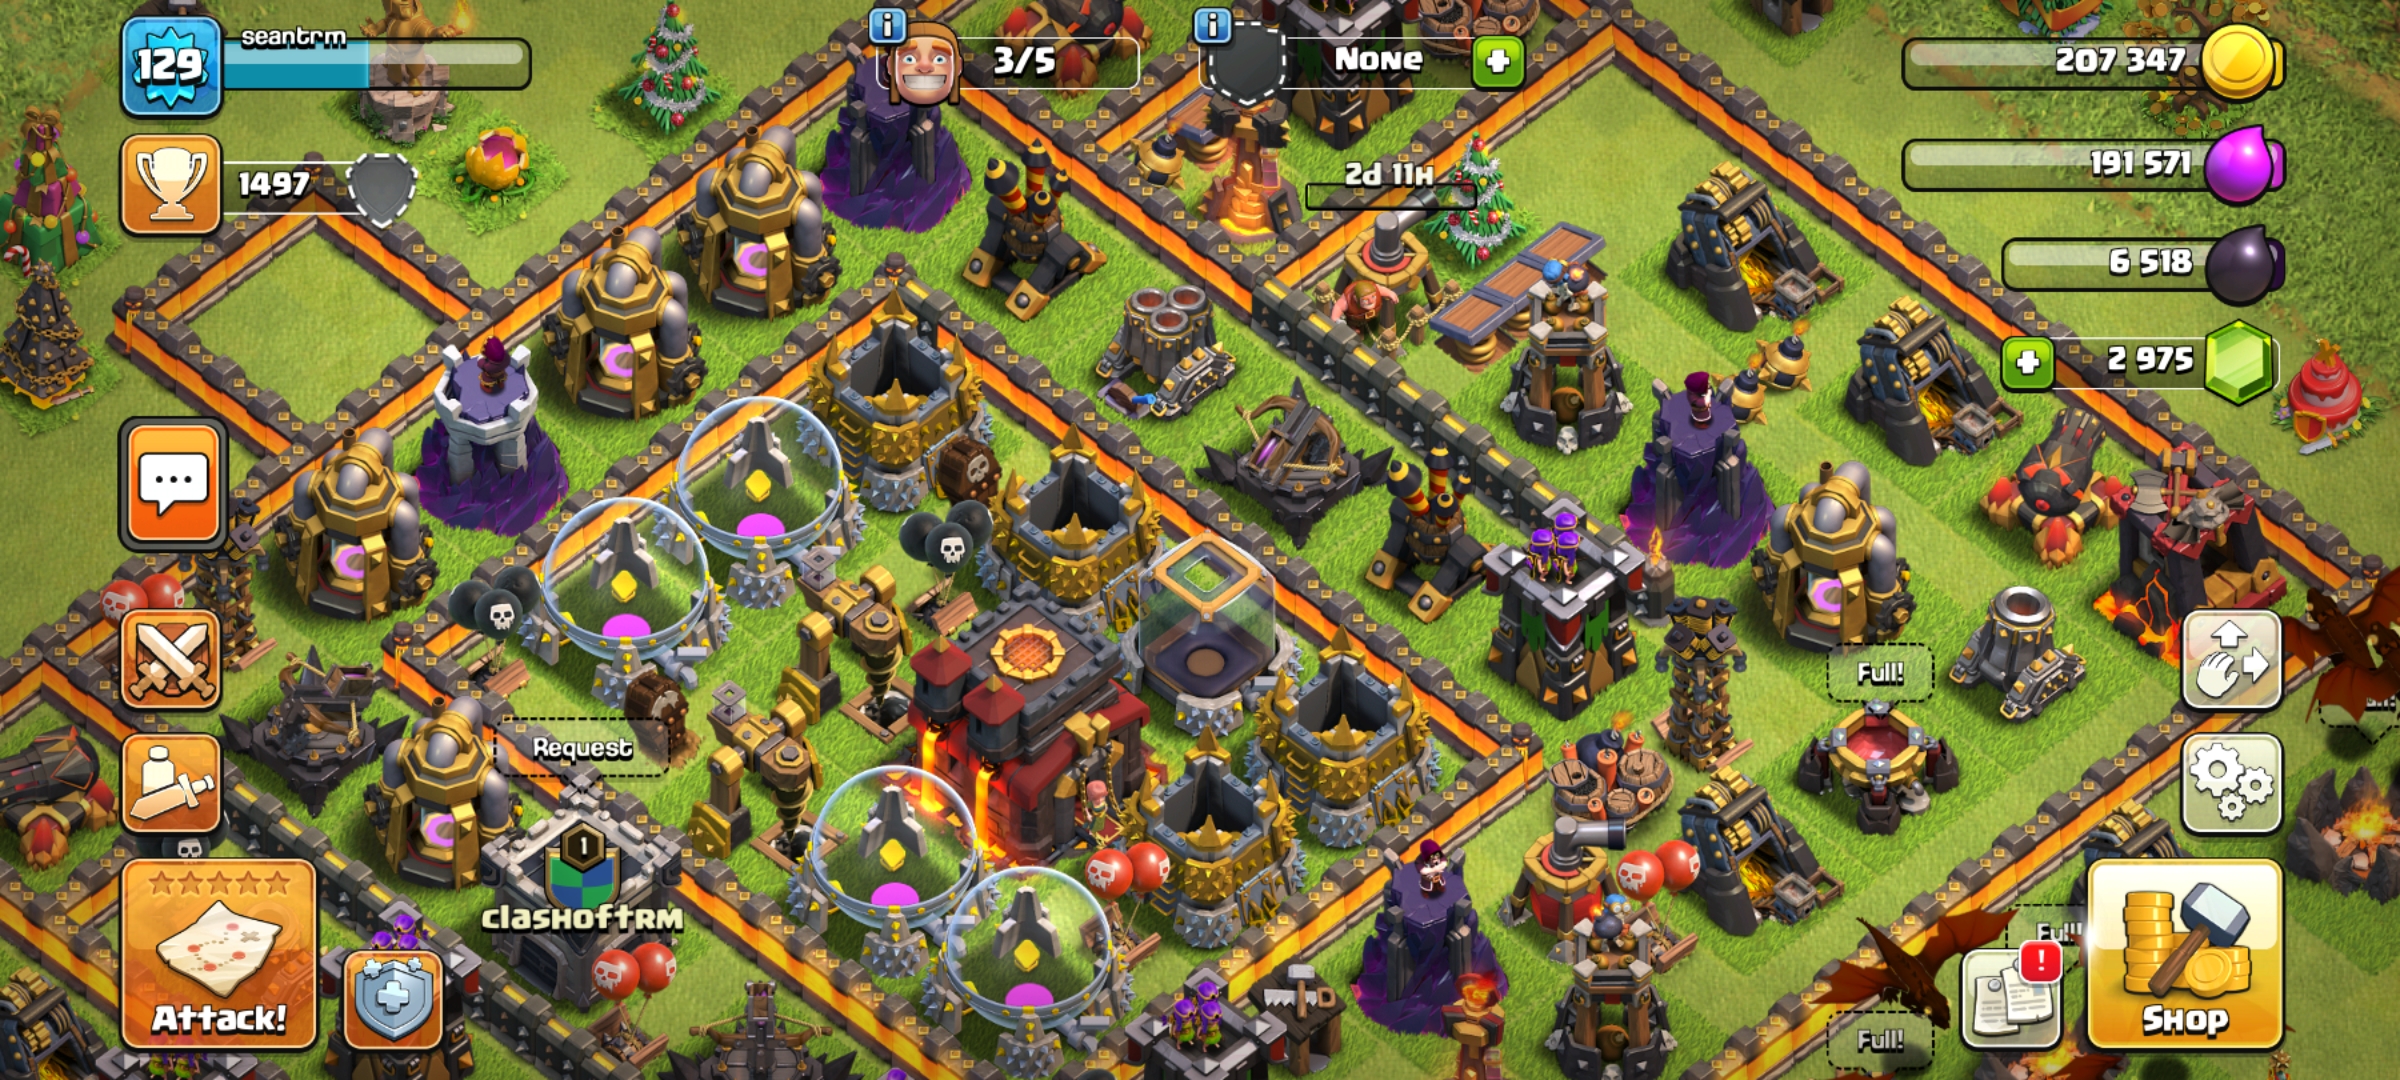 129
seantrm
3/5
None
207 347
1497
2d 11h
191 571
6 518
2 975
Full!
Request
1
clashoftrm
Full!
!
Attack!
Shop
Full!